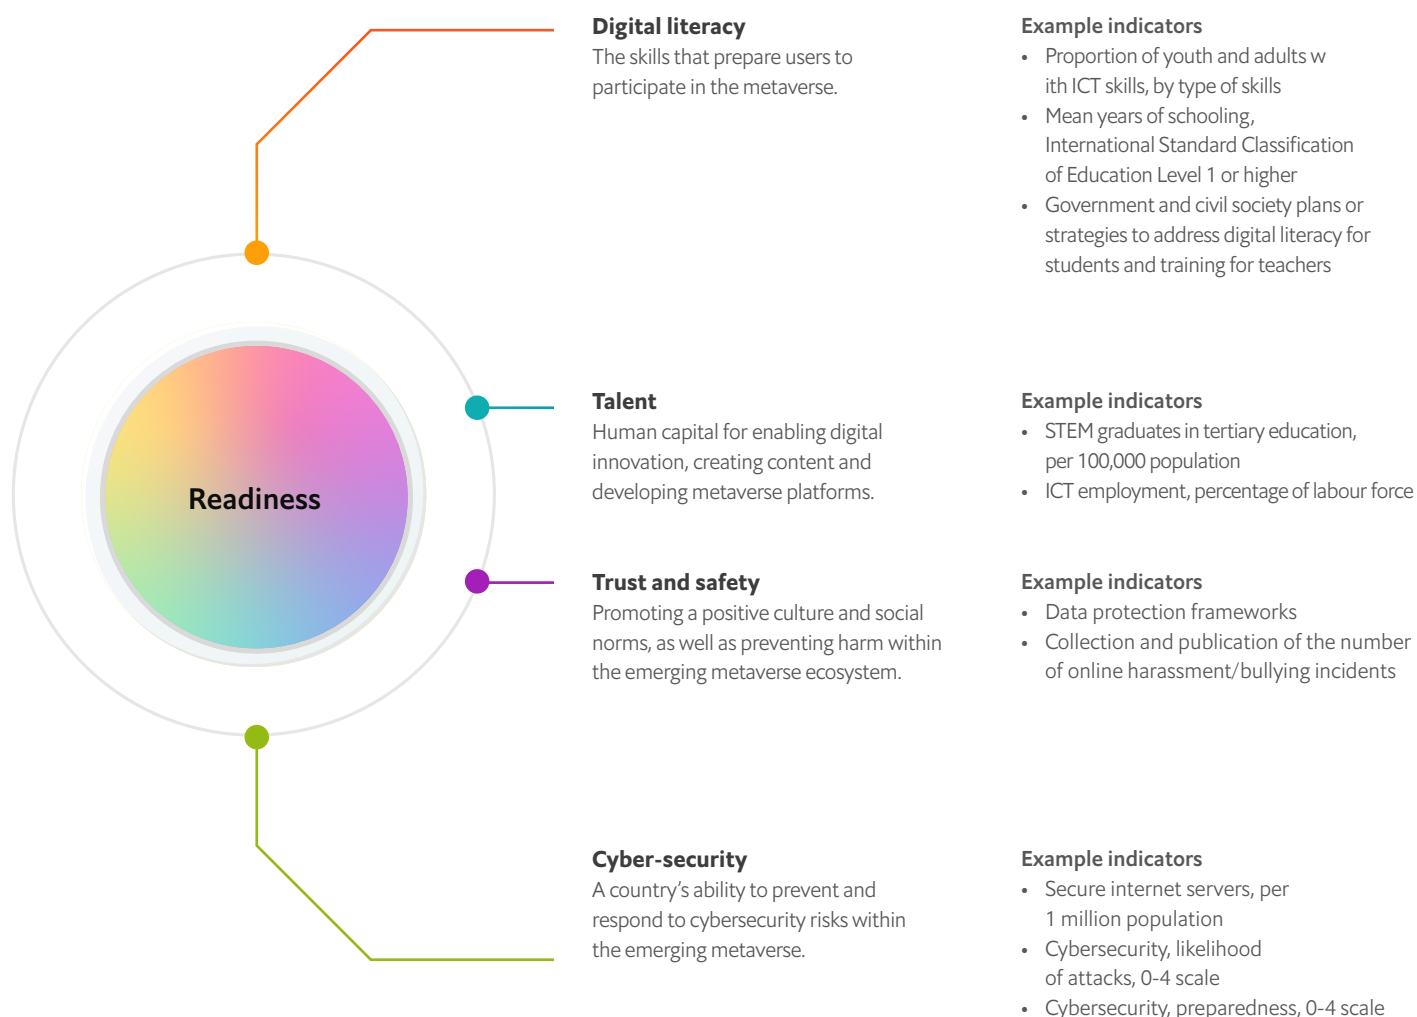 Digital literacy
The skills that prepare users to
participate in the metaverse.
Example indicators
• Proportion of youth and adults w
ith ICT skills, by type of skills
• Mean years of schooling,
International Standard Classification
of Education Level 1 or higher
• Government and civil society plans or
strategies to address digital literacy for
students and training for teachers
Readiness
Talent
Human capital for enabling digital
innovation, creating content and
developing metaverse platforms.
Example indicators
• STEM graduates in tertiary education,
per 100,000 population
• ICT employment, percentage of labour force
Trust and safety
Promoting a positive culture and social
norms, as well as preventing harm within
the emerging metaverse ecosystem.
Example indicators
• Data protection frameworks
• Collection and publication of the number
of online harassment/bullying incidents
Cyber-security
A country’s ability to prevent and
respond to cybersecurity risks within
the emerging metaverse.
Example indicators
• Secure internet servers, per
1 million population
• Cybersecurity, likelihood
of attacks, 0-4 scale
• Cybersecurity, preparedness, 0-4 scale